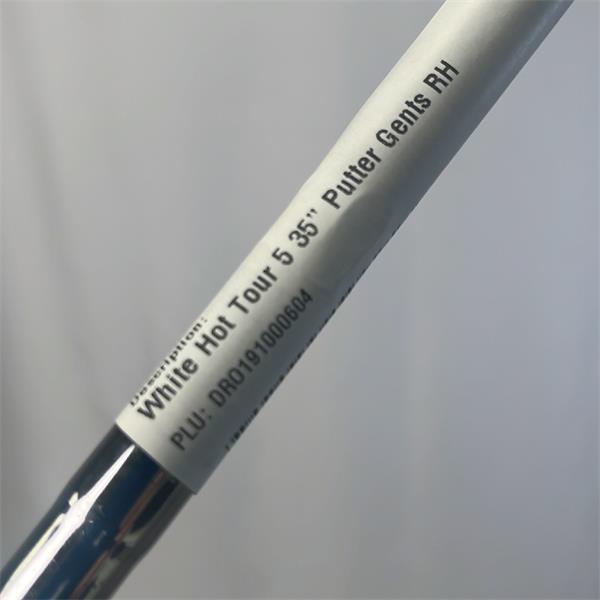 Description:
White Hot Tour 5 35" Putter Gents RH
PLU: DRO191000604